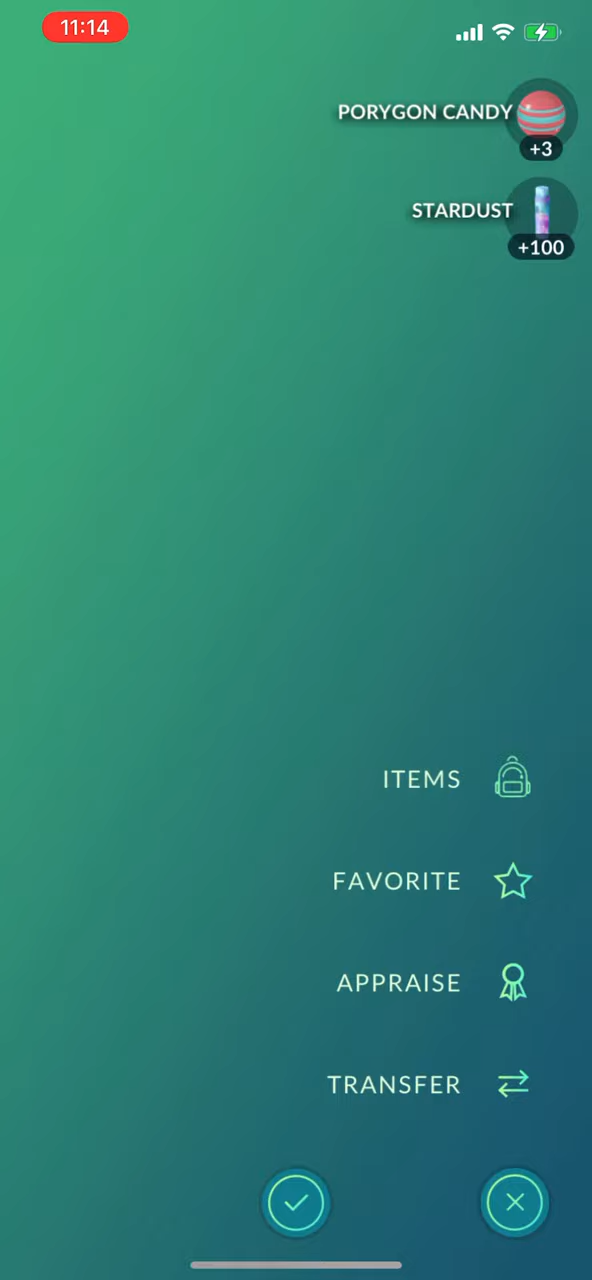 11:14
PORYGON CANDY
+3
STARDUST
+100
ITEMS
FAVORITE
APPRAISE
TRANSFER